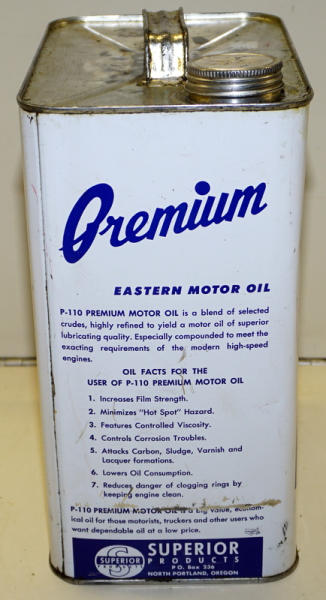 Premium
EASTERN MOTOR OIL
P-110 PREMIUM MOTOR OIL is a blend of selected
crudes, highly refined to yield a motor oil of superior
lubricating quality. Especially compounded to meet the
exacting requirements of the modern high-speed
engines.
OIL FACTS FOR THE
USER OF P-110 PREMIUM MOTOR OIL
1. Increases Film Strength.
2. Minimizes "Hot Spot" Hazard.
3. Features Controlled Viscosity.
4. Controls Corrosion Troubles.
5. Attacks Carbon, Sludge, Varnish and
Lacquer formations.
6. Lowers Oil Consumption.
7. Reduces danger of clogging rings by
keeping engine clean.
P-110 PREMIUM MOTOR OIL is a big value, econom-
ical oil for those motorists, truckers and other users who
want dependable oil at a low price.
SUPERIOR
PRODUCTS
P.O. Box 236
NORTH PORTLAND, OREGON